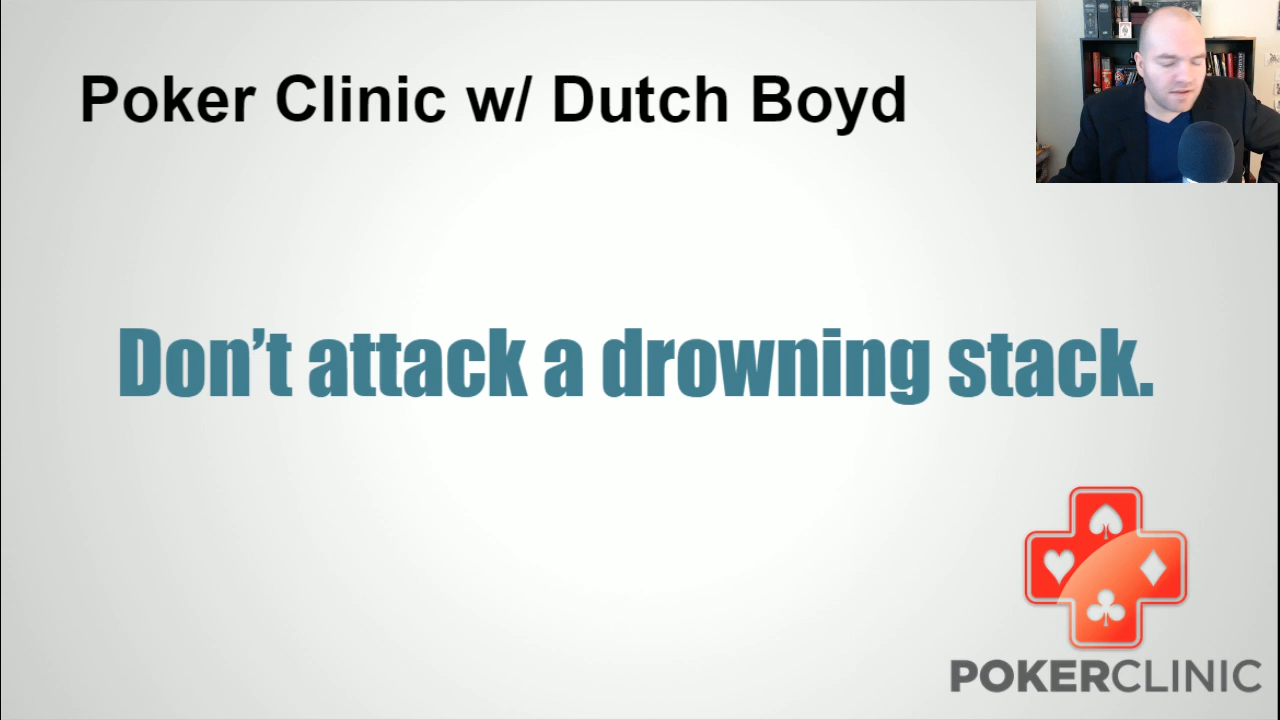 Poker Clinic w/ Dutch Boyd
Don’t attack a drowning stack.
POKERCLINIC